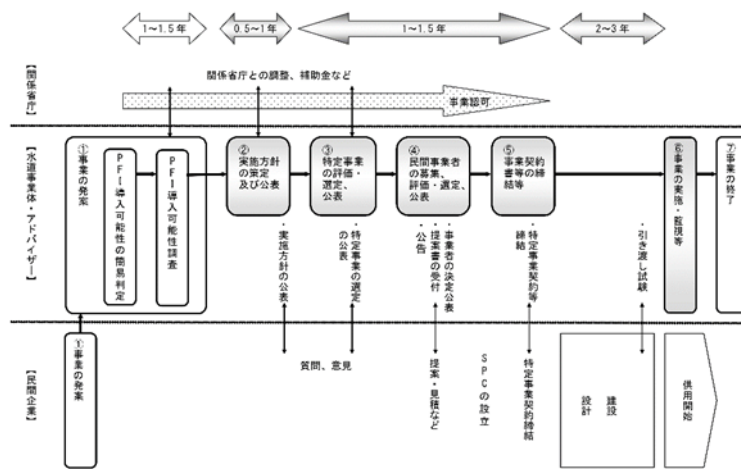 1～1.5年
0.5～1年
1～1.5年
2～3年
【関係省庁】
関係省庁との調整、補助金など
事業認可
【水道事業体・アドバイザー】
①事業の発案
PFI導入可能性の簡易判定
PFI導入可能性調査
②
実施方針
の策定
及び公表
③
特定事業
の評価・
選定、
公表
④
民間事業者
の募集、
評価・選定、
公表
⑤
事業契約
書等の締
結等
⑥事業の実施・監視等
⑦事業の終了
・実施方針の公表
・特定事業の選定
の公表
・事業者の決定公表
・提案書の受付
・公告
・特定事業契約等
締結
・引き渡し試験
【民間企業】
①事業の発案
質問、意見
提案・見積など
SPCの設立
特定事業契約締結
設計
建設
供用開始